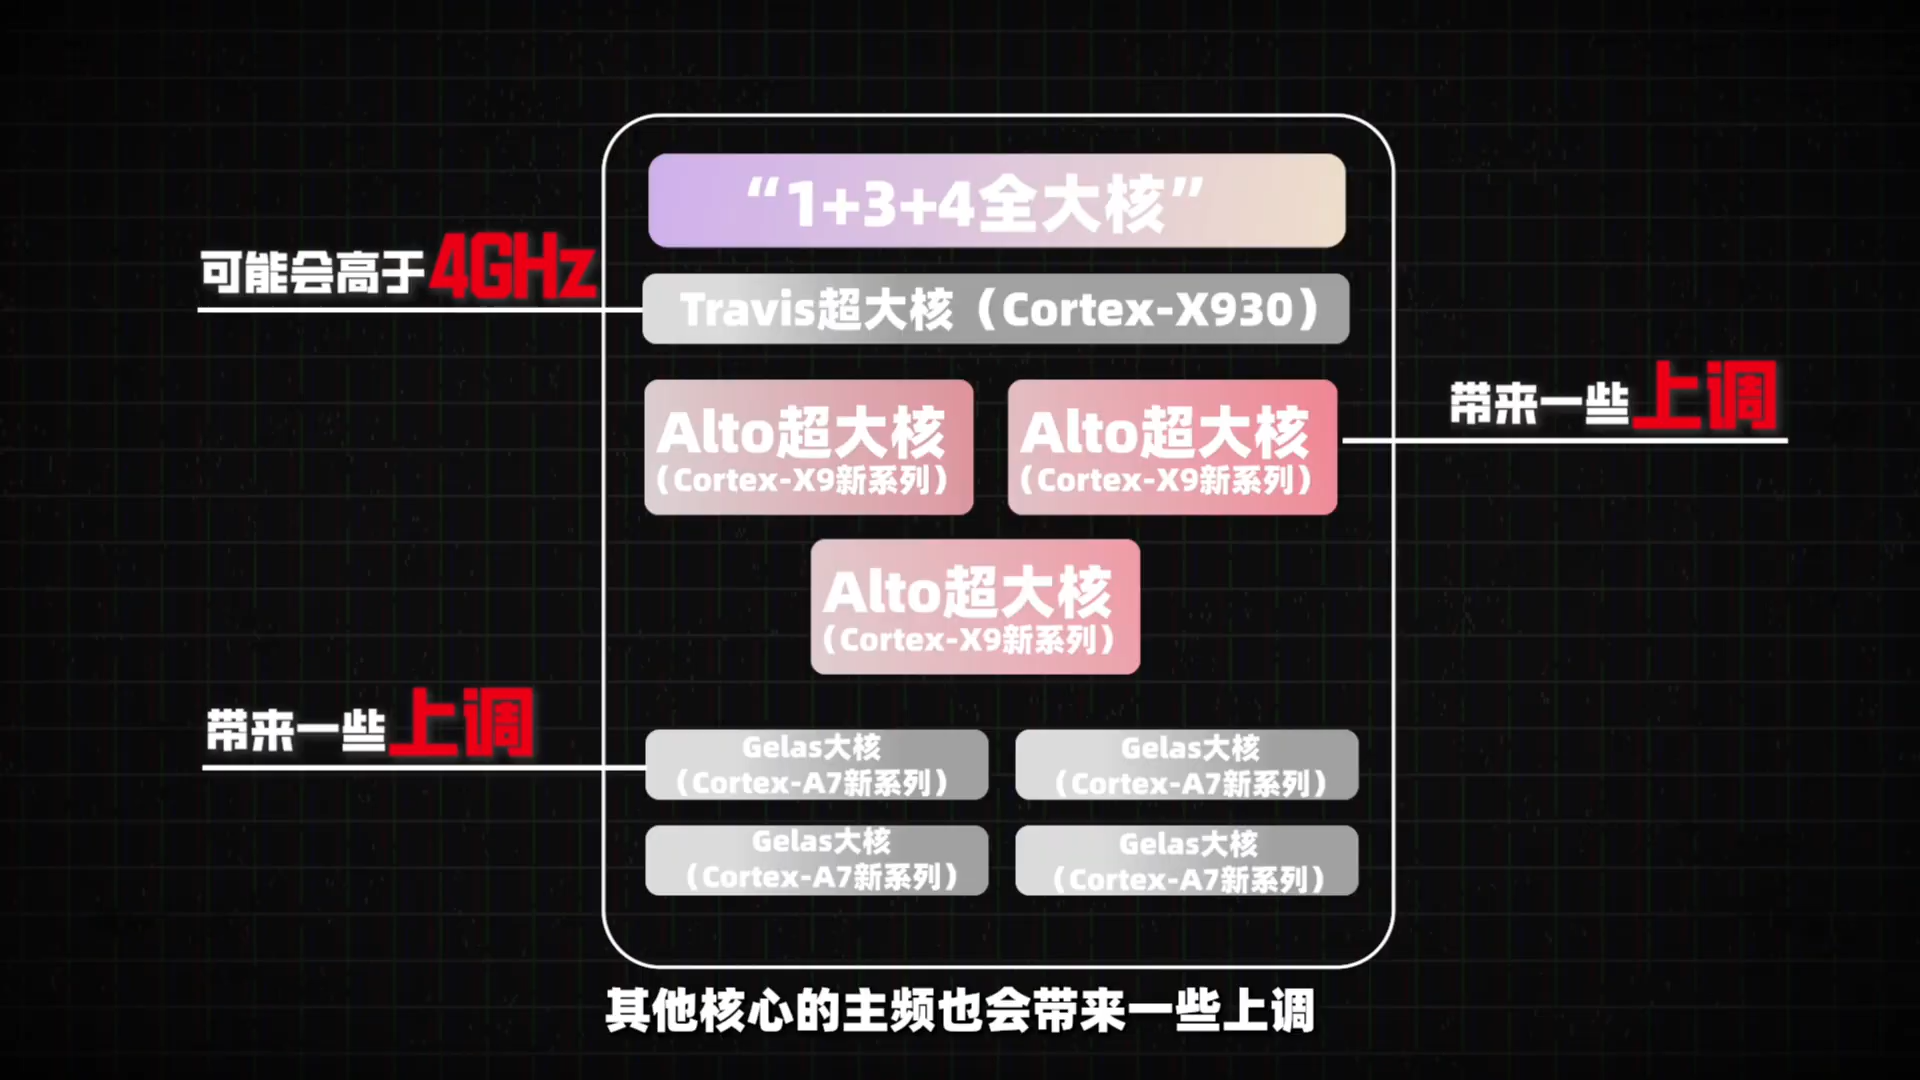 “1+3+4全大核”
可能会高于4GHz
Travis超大核（Cortex-X930）
Alto超大核
（Cortex-X9新系列）
Alto超大核
（Cortex-X9新系列）
带来一些上调
Alto超大核
（Cortex-X9新系列）
带来一些上调
Gelas大核
（Cortex-A7新系列）
Gelas大核
（Cortex-A7新系列）
Gelas大核
（Cortex-A7新系列）
Gelas大核
（Cortex-A7新系列）
其他核心的主频也会带来一些上调